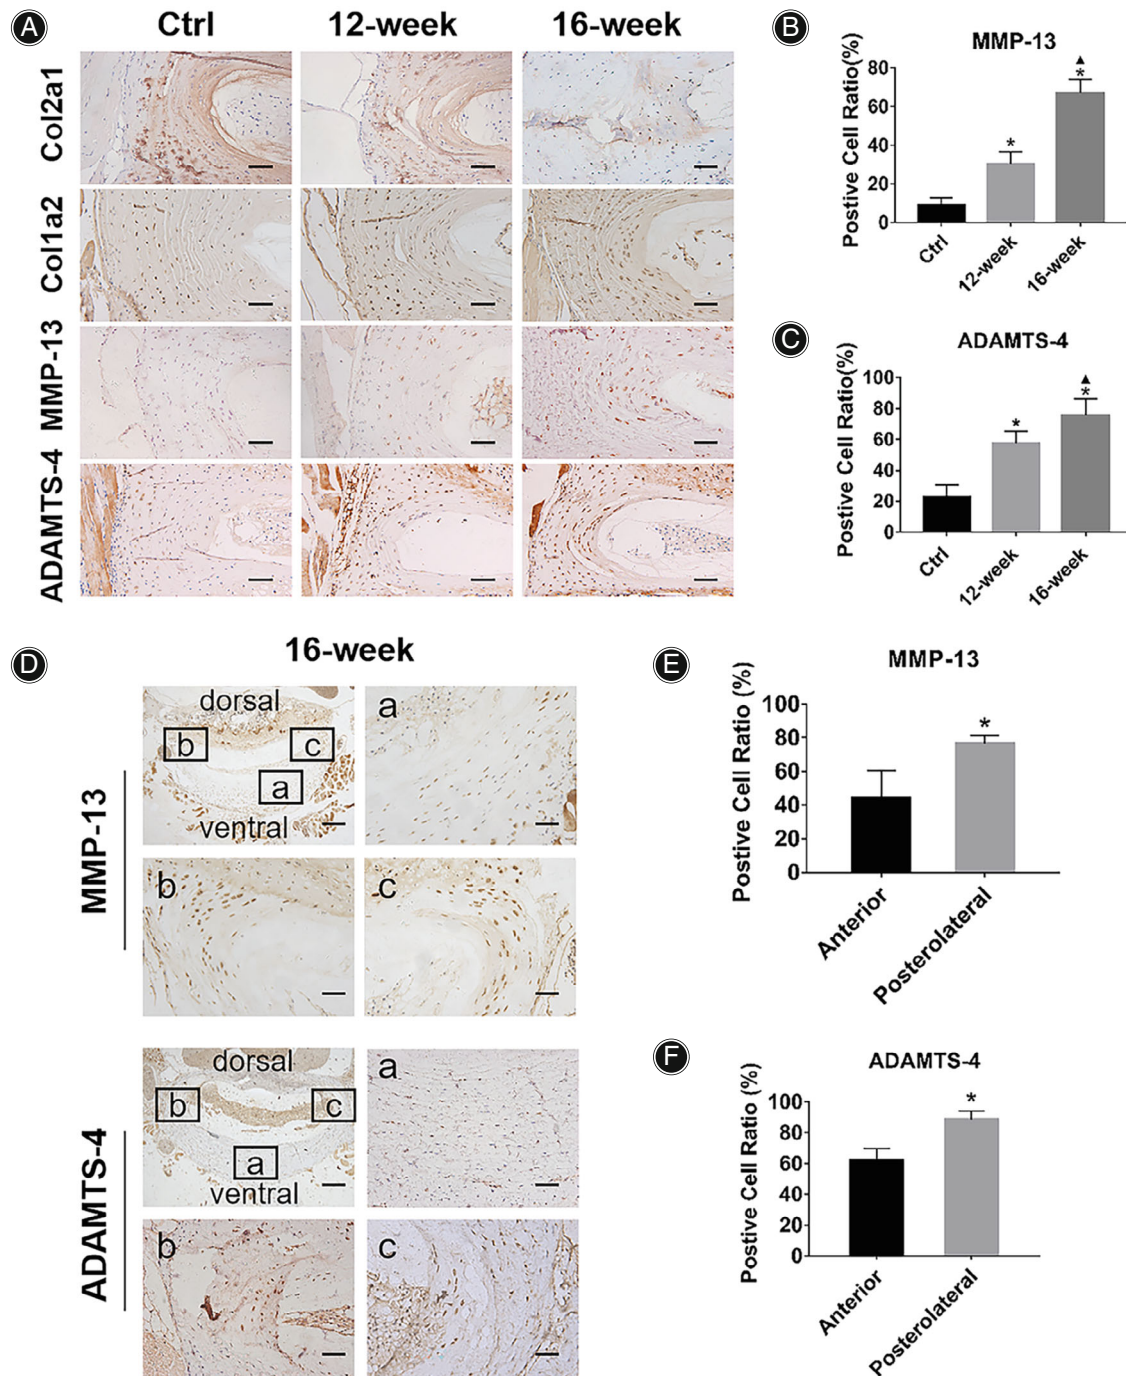 A
Ctrl 12-week 16-week
Col2a1
Col1a2
MMP-13
ADAMTS-4
B
MMP-13
Postive Cell Ratio(%)
80
60
40
20
0
Ctrl
12-week
16-week
*
*
▲
C
ADAMTS-4
Postive Cell Ratio(%)
100
80
60
40
20
0
Ctrl
12-week
16-week
*
*
▲
D
16-week
MMP-13
dorsal
b c
a
ventral
a
b
c
ADAMTS-4
dorsal
b c
a
ventral
a
b
c
E
MMP-13
Postive Cell Ratio (%)
100
80
60
40
20
0
Anterior
Posterolateral
*
F
ADAMTS-4
Postive Cell Ratio (%)
100
80
60
40
20
0
Anterior
Posterolateral
*